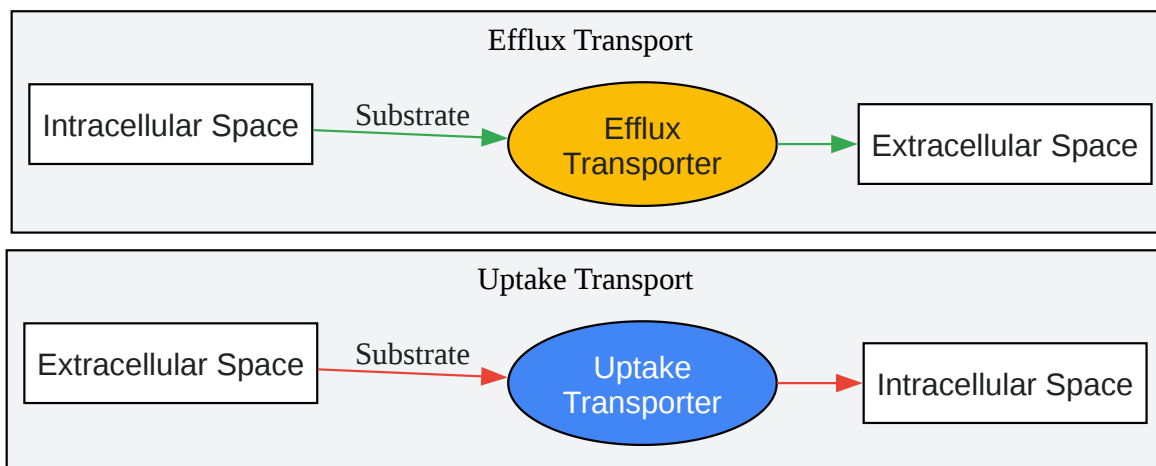 Efflux Transport
Intracellular Space
Substrate
Efflux
Transporter
Extracellular Space
Uptake Transport
Extracellular Space
Substrate
Uptake
Transporter
Intracellular Space